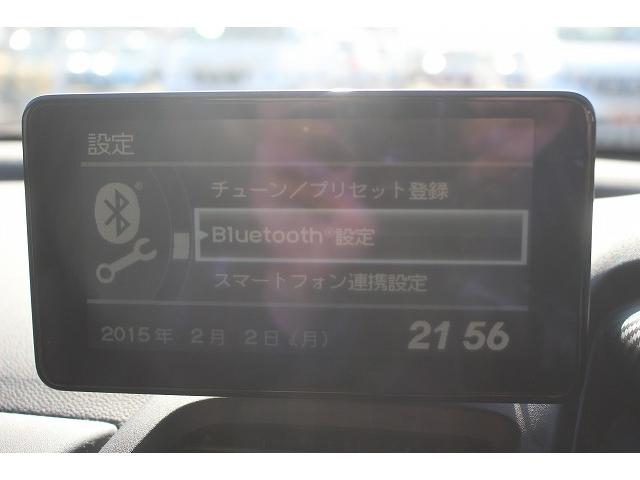 設定
チューン/プリセット登録
Bluetooth®設定
スマートフォン連携設定
2015年 2月 2日(月) 21 56